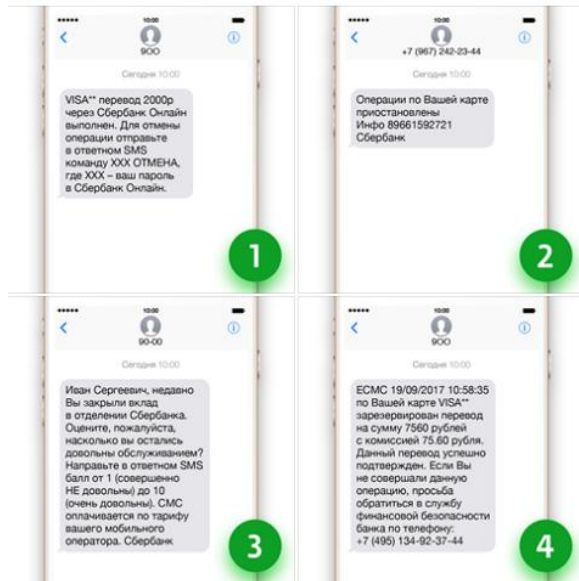 10:00
9OO
Сегодня 10:00
VISA** перевод 2000р
через Сбербанк Онлайн
выполнен. Для отмены
операции отправьте
в ответном SMS
команду XXX ОТМЕНА,
где XXX – ваш пароль
в Сбербанк Онлайн.
1
10:00
+7 (967) 242-23-44
Сегодня 10:00
Операции по Вашей карте
приостановлены
Инфо 89661592721
Сбербанк
2
10:00
90-00
Сегодня 10:00
Иван Сергеевич, недавно
Вы закрыли вклад
в отделении Сбербанка.
Оцените, пожалуйста,
насколько вы остались
довольны обслуживанием?
Направьте в ответном SMS
балл от 1 (совершенно
НЕ довольны) до 10
(очень довольны). СМС
оплачивается по тарифу
вашего мобильного
оператора. Сбербанк
3
10:00
9OO
Сегодня 10:00
ЕСМС 19/09/2017 10:58:35
по Вашей карте VISA**
зарезервирован перевод
на сумму 7560 рублей
с комиссией 75.60 рубля.
Данный перевод успешно
подтвержден. Если Вы
не совершали данную
операцию, просьба
обратиться в службу
финансовой безопасности
банка по телефону:
+7 (495) 134-92-37-44
4